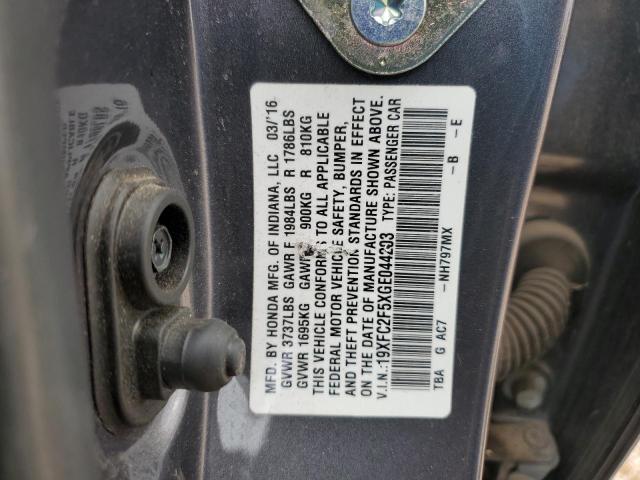 MFD. BY HONDA MFG. OF INDIANA, LLC 03/'16
GVWR 3737LBS GAWR F 1984LBS R 1786LBS
GVWR 1695KG GAWR F 900KG R 810KG
THIS VEHICLE CONFORMS TO ALL APPLICABLE
FEDERAL MOTOR VEHICLE SAFETY, BUMPER,
AND THEFT PREVENTION STANDARDS IN EFFECT
ON THE DATE OF MANUFACTURE SHOWN ABOVE.
V.I.N.:19XFC2F5XGE044203 TYPE: PASSENGER CAR
TBA G AC7 -NH797MX -B -E